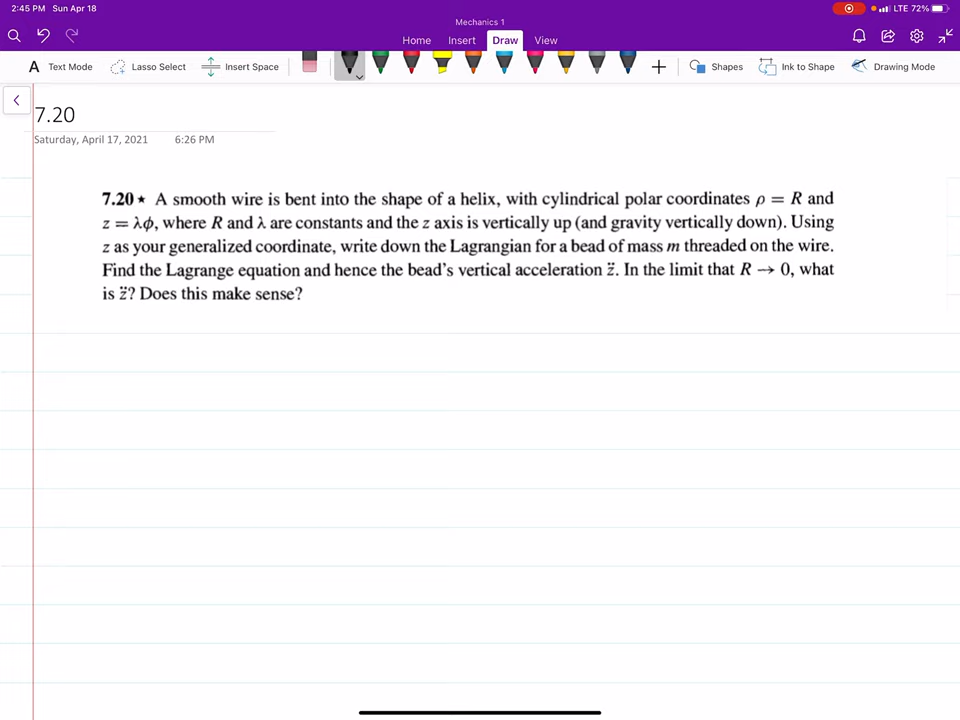 2:45 PM Sun Apr 18
LTE 72%
Mechanics 1
Home Insert Draw View
A Text Mode Lasso Select Insert Space Shapes Ink to Shape Drawing Mode
7.20
Saturday, April 17, 2021 6:26 PM
7.20 ⋆ A smooth wire is bent into the shape of a helix, with cylindrical polar coordinates ρ = R and
z = λϕ, where R and λ are constants and the z axis is vertically up (and gravity vertically down). Using
z as your generalized coordinate, write down the Lagrangian for a bead of mass m threaded on the wire.
Find the Lagrange equation and hence the bead's vertical acceleration z̈. In the limit that R → 0, what
is z̈? Does this make sense?